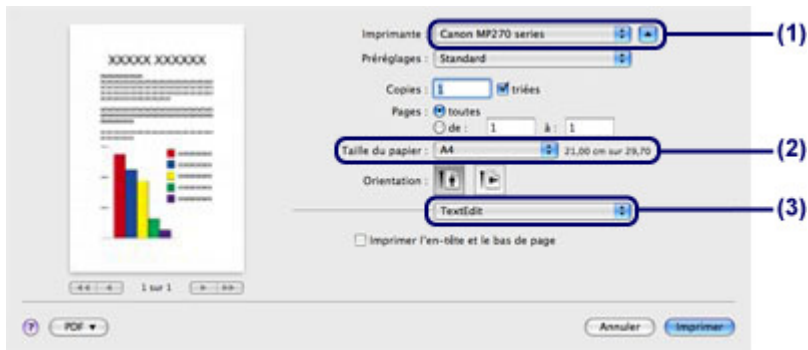 Imprimante : Canon MP270 series (1)
XXXXX XXXXXX
Préréglages : Standard
Copies : 1 triées
Pages : toutes
de : 1 à : 1
Taille du papier : A4 21,00 cm sur 29,70 (2)
Orientation :
TextEdit (3)
Imprimer l'en-tête et le bas de page
1 sur 1
? PDF Annuler Imprimer